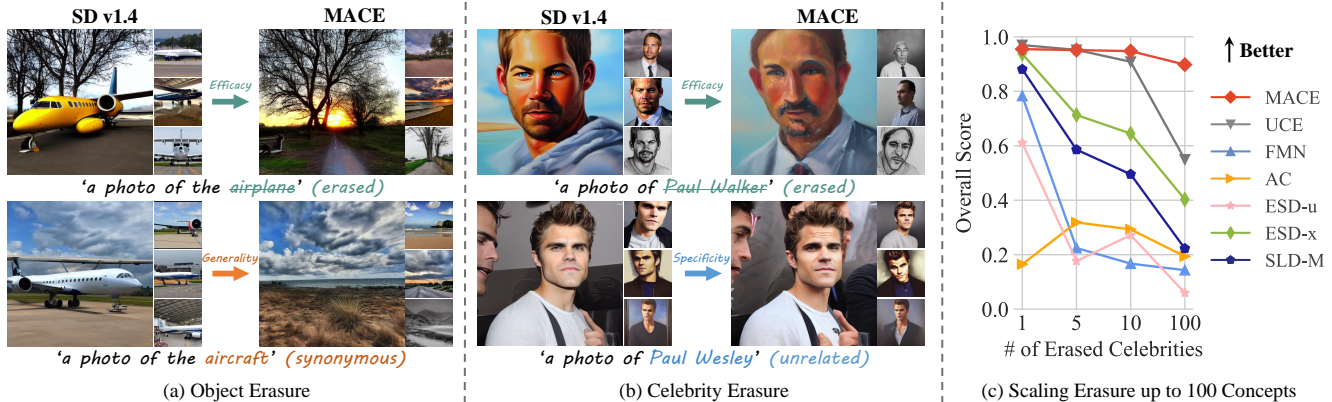 SD v1.4
MACE
Efficacy
'a photo of the airplane' (erased)
Generality
'a photo of the aircraft' (synonymous)
(a) Object Erasure
SD v1.4
MACE
Efficacy
'a photo of Paul Walker' (erased)
Specificity
'a photo of Paul Wesley' (unrelated)
(b) Celebrity Erasure
Overall Score
1.0
0.8
0.6
0.4
0.2
0.0
1 5 10 100
# of Erased Celebrities
Better
MACE
UCE
FMN
AC
ESD-u
ESD-x
SLD-M
(c) Scaling Erasure up to 100 Concepts